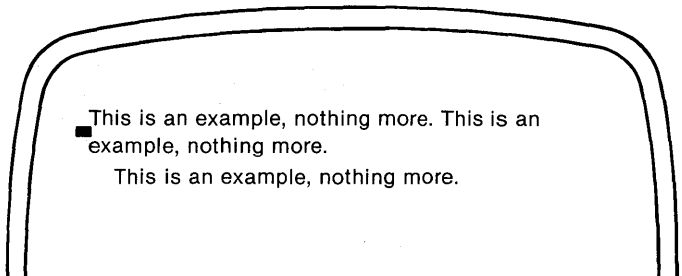 This is an example, nothing more. This is an
example, nothing more.
This is an example, nothing more.